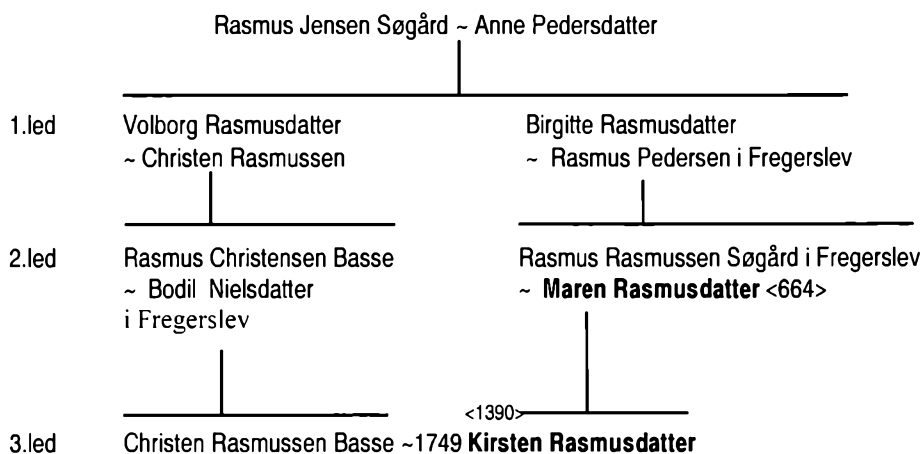 Rasmus Jensen Søgård ~ Anne Pedersdatter
1.led Volborg Rasmusdatter Birgitte Rasmusdatter
~ Christen Rasmussen ~ Rasmus Pedersen i Fregerslev
2.led Rasmus Christensen Basse Rasmus Rasmussen Søgård i Fregerslev
~ Bodil Nielsdatter ~ Maren Rasmusdatter <664>
i Fregerslev
<1390>
3.led Christen Rasmussen Basse ~1749 Kirsten Rasmusdatter